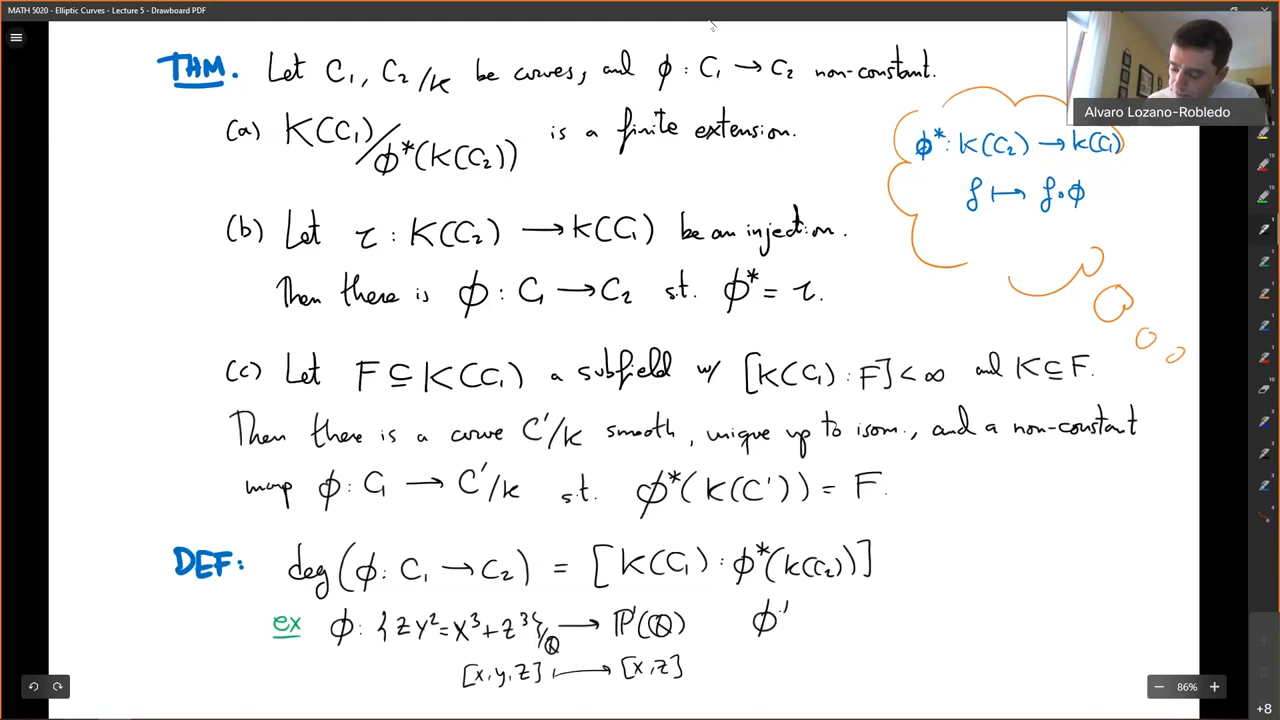 MATH 5020 - Elliptic Curves - Lecture 5 - Drawboard PDF
THM. Let C₁, C₂/K be curves, and ϕ : C₁ → C₂ non-constant.
Alvaro Lozano-Robledo
(a) K(C₁)/ϕ*(K(C₂)) is a finite extension.
ϕ* : K(C₂) → K(C₁)
f ↦ f∘ϕ
(b) Let τ : K(C₂) → K(C₁) be an injection.
Then there is ϕ : C₁ → C₂ s.t. ϕ* = τ.
(c) Let F ⊆ K(C₁) a subfield w/ [K(C₁) : F] < ∞ and K ⊆ F.
Then there is a curve C'/K smooth, unique up to isom., and a non-constant
map ϕ : C₁ → C'/K s.t. ϕ*(K(C')) = F.
DEF: deg(ϕ : C₁ → C₂) = [K(C₁) : ϕ*(K(C₂))]
ex ϕ : {ZY² = X³ + Z³}/ℚ → ℙ'(ℚ) ϕ'
[X, Y, Z] ↦ [X, Z]
86%
+8